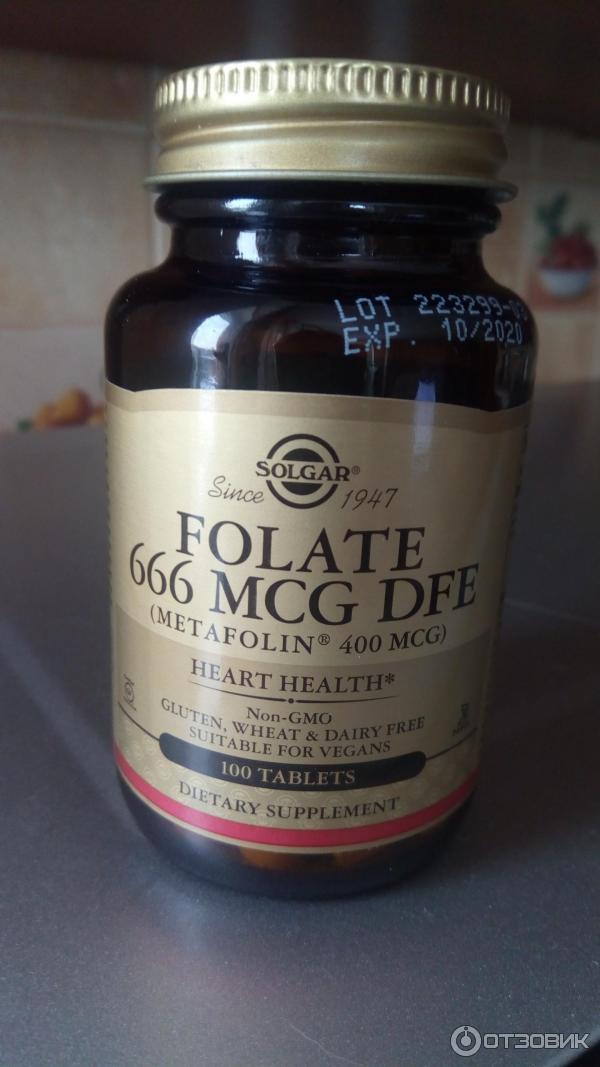 LOT 223299-0
EXP. 10/2020
SOLGAR®
Since 1947
FOLATE
666 MCG DFE
(METAFOLIN® 400 MCG)
HEART HEALTH*
Non-GMO
GLUTEN, WHEAT & DAIRY FREE
SUITABLE FOR VEGANS
100 TABLETS
DIETARY SUPPLEMENT
ОТЗОВИК